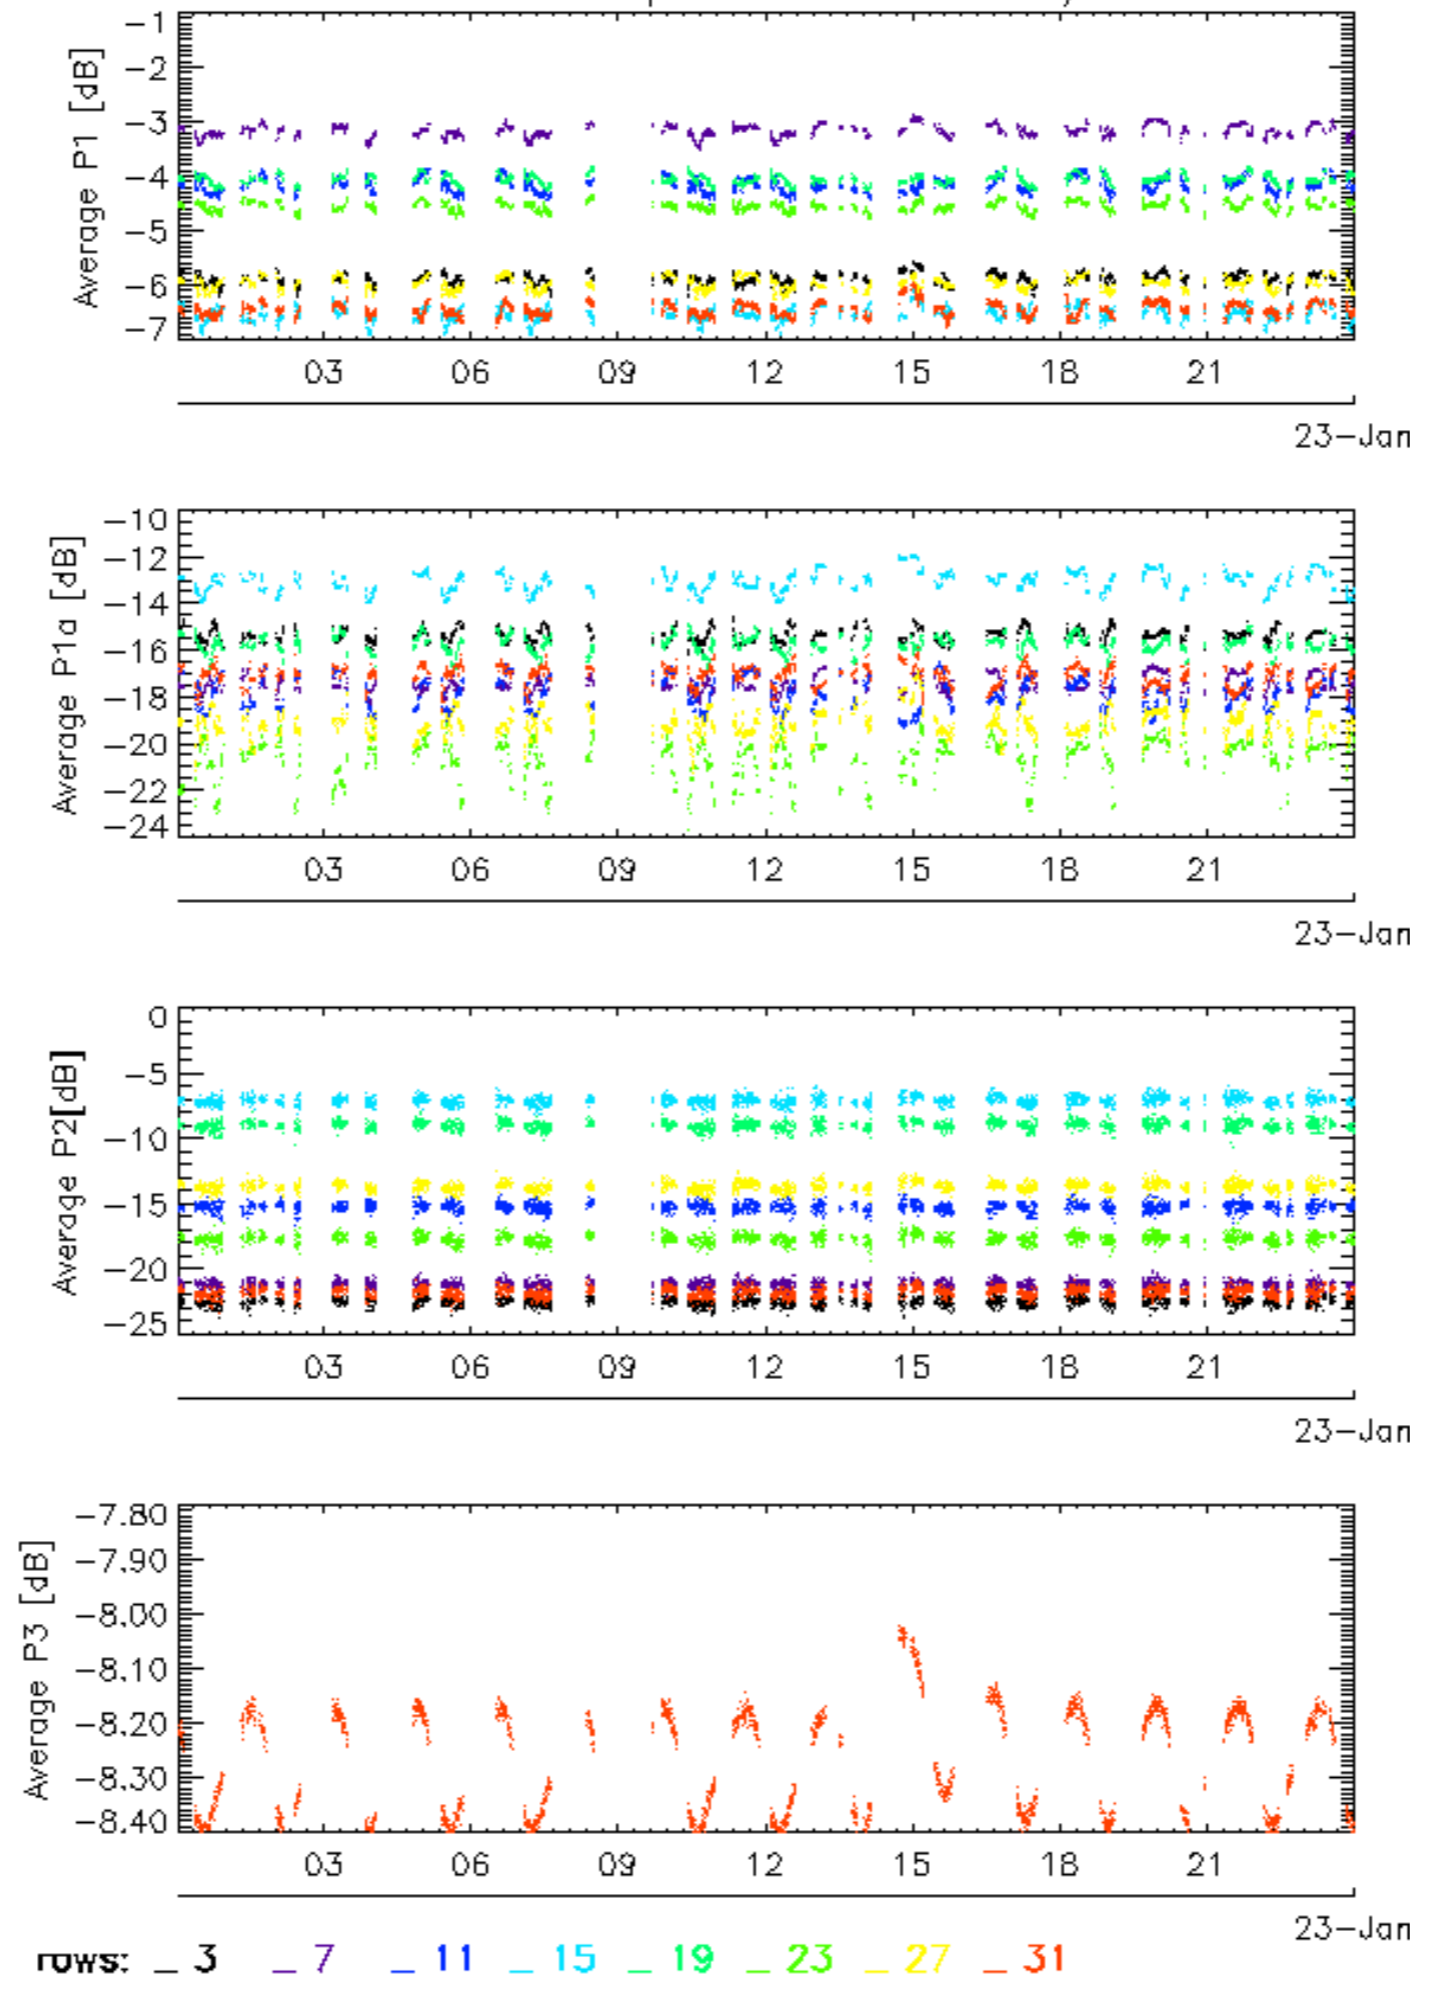 Average P1 [dB]
−1
−2
−3
−4
−5
−6
−7
03 06 09 12 15 18 21
23−Jan
Average P1a [dB]
−10
−12
−14
−16
−18
−20
−22
−24
03 06 09 12 15 18 21
23−Jan
Average P2[dB]
0
−5
−10
−15
−20
−25
03 06 09 12 15 18 21
23−Jan
Average P3 [dB]
−7.80
−7.90
−8.00
−8.10
−8.20
−8.30
−8.40
03 06 09 12 15 18 21
23−Jan
rows: _ 3 _ 7 _ 11 _ 15 _ 19 _ 23 _ 27 _ 31